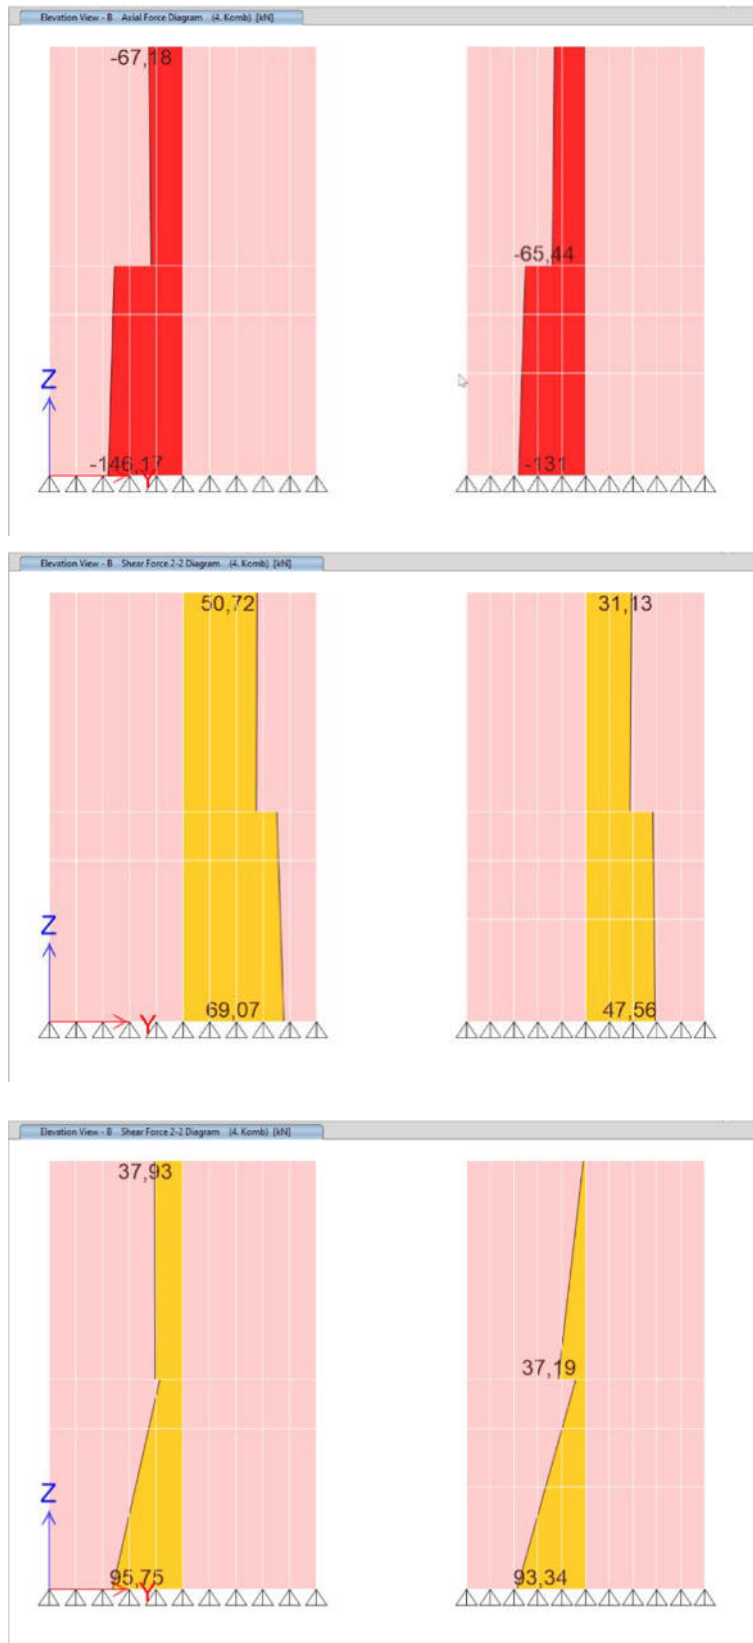 Elevation View - B Axial Force Diagram (4. Komb) [kN]
-67,18
-65,44
Z
-146,17
Y
-131
Elevation View - B Shear Force 2-2 Diagram (4. Komb) [kN]
50,72
31,13
Z
69,07
Y
47,56
Elevation View - B Shear Force 2-2 Diagram (4. Komb) [kN]
37,93
37,19
Z
95,75
Y
93,34